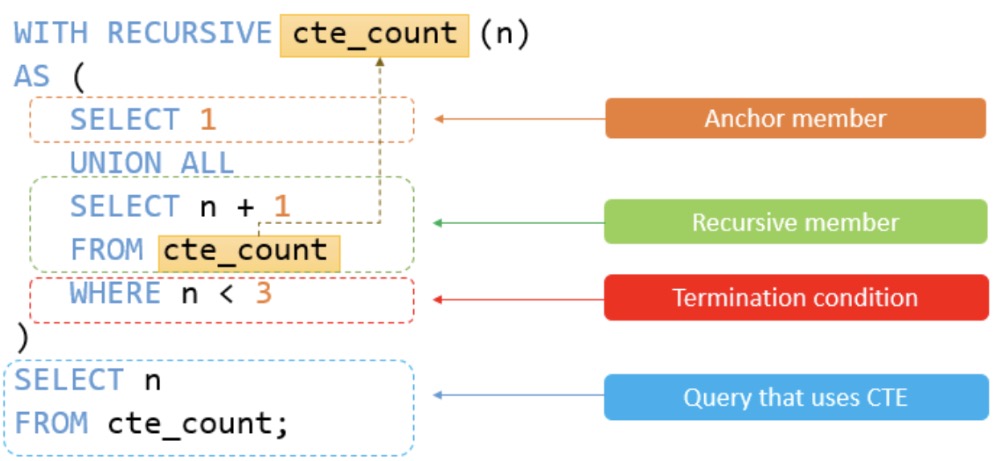 WITH RECURSIVE cte_count (n)
AS (
SELECT 1
Anchor member
UNION ALL
SELECT n + 1
Recursive member
FROM cte_count
WHERE n < 3
Termination condition
)
SELECT n
Query that uses CTE
FROM cte_count;